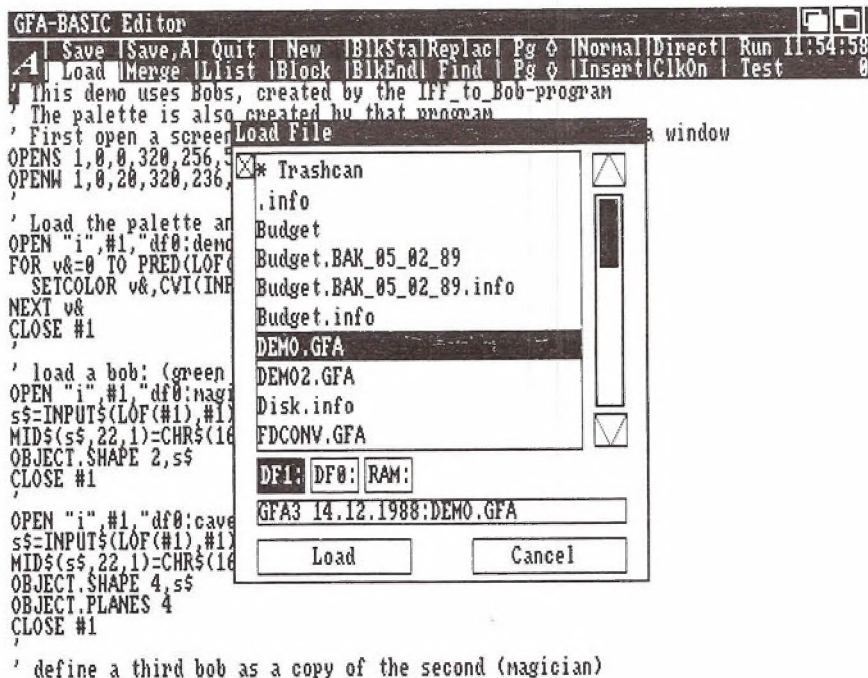 GFA-BASIC Editor
A Save |Save,A| Quit | New |BlkSta|Replac| Pg ◊ |Normal|Direct| Run 11:54:58
Load |Merge |Llist |Block |BlkEnd| Find | Pg ◊ |Insert|ClkOn | Test 0
' This demo uses Bobs, created by the IFF_to_Bob-program
' The palette is also created by that program
' First open a screen a window
OPENS 1,0,0,320,256,5
OPENW 1,0,20,320,236,
'
' Load the palette an
OPEN "i",#1,"df0:demo
FOR v&=0 TO PRED(LOF(
SETCOLOR v&,CVI(INP
NEXT v&
CLOSE #1
'
' load a bob: (green
OPEN "i",#1,"df0:magi
s$=INPUT$(LOF(#1),#1)
MID$(s$,22,1)=CHR$(16
OBJECT.SHAPE 2,s$
CLOSE #1
'
OPEN "i",#1,"df0:cave
s$=INPUT$(LOF(#1),#1)
MID$(s$,22,1)=CHR$(16
OBJECT.SHAPE 4,s$
OBJECT.PLANES 4
CLOSE #1
'
' define a third bob as a copy of the second (magician)
Load File
* Trashcan
.info
Budget
Budget.BAK_05_02_89
Budget.BAK_05_02_89.info
Budget.info
DEMO.GFA
DEMO2.GFA
Disk.info
FDCONV.GFA
DF1: DF0: RAM:
GFA3 14.12.1988:DEMO.GFA
Load Cancel